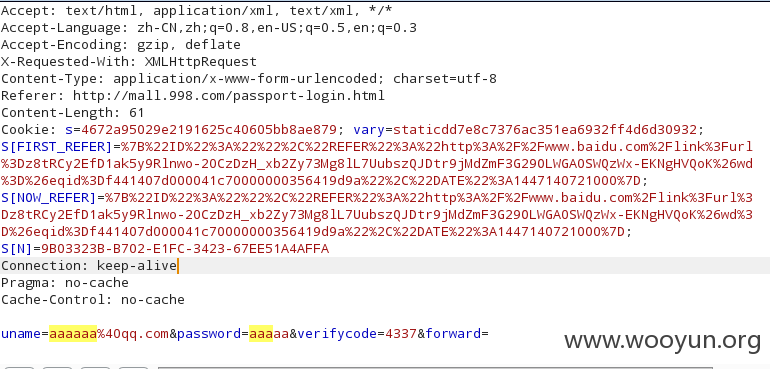 Accept: text/html, application/xml, text/xml, */*
Accept-Language: zh-CN,zh;q=0.8,en-US;q=0.5,en;q=0.3
Accept-Encoding: gzip, deflate
X-Requested-With: XMLHttpRequest
Content-Type: application/x-www-form-urlencoded; charset=utf-8
Referer: http://mall.998.com/passport-login.html
Content-Length: 61
Cookie: s=4672a95029e2191625c40605bb8ae879; vary=staticdd7e8c7376ac351ea6932ff4d6d30932;
S[FIRST_REFER]=%7B%22ID%22%3A%22%22%2C%22REFER%22%3A%22http%3A%2F%2Fwww.baidu.com%2Flink%3Furl
%3Dz8tRCy2EfD1ak5y9Rlnwo-2OCzDzH_xb2Zy73Mg8lL7UubszQJDtr9jMdZmF3G29OLWGAOSWQzWx-EKNgHVQoK%26wd
%3D%26eqid%3Df441407d000041c70000000356419d9a%22%2C%22DATE%22%3A1447140721000%7D;
S[NOW_REFER]=%7B%22ID%22%3A%22%22%2C%22REFER%22%3A%22http%3A%2F%2Fwww.baidu.com%2Flink%3Furl%3
Dz8tRCy2EfD1ak5y9Rlnwo-2OCzDzH_xb2Zy73Mg8lL7UubszQJDtr9jMdZmF3G29OLWGAOSWQzWx-EKNgHVQoK%26wd%3
D%26eqid%3Df441407d000041c70000000356419d9a%22%2C%22DATE%22%3A1447140721000%7D;
S[N]=9B03323B-B702-E1FC-3423-67EE51A4AFFA
Connection: keep-alive
Pragma: no-cache
Cache-Control: no-cache
uname=aaaaaa%40qq.com&password=aaaaa&verifycode=4337&forward=
www.wooyun.org